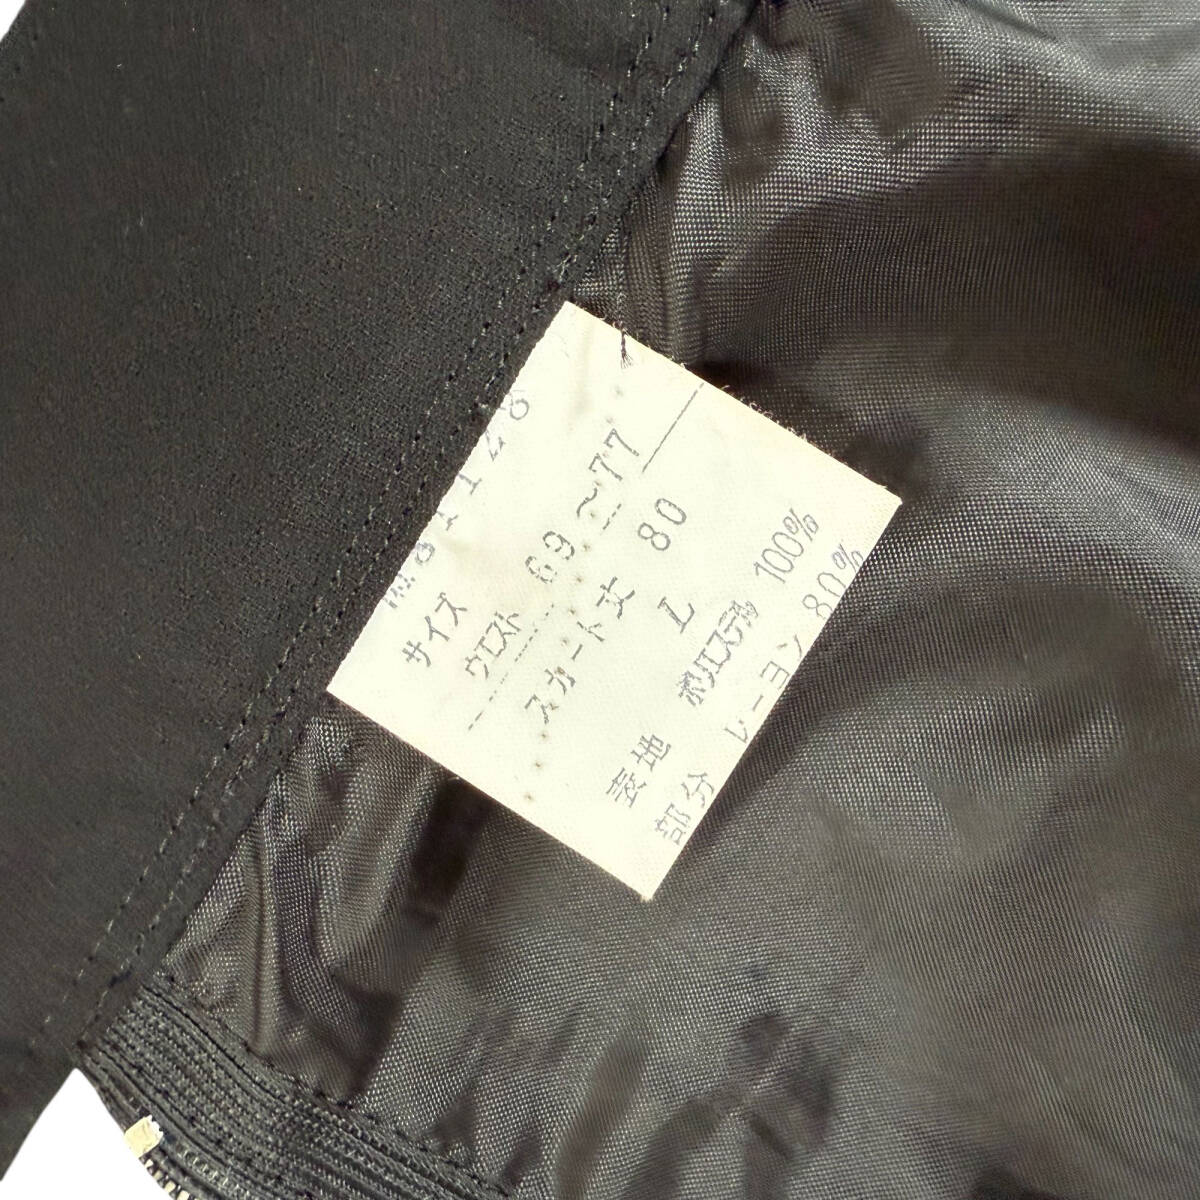 サイズ
ウエスト 69~77
スカート丈 80
L
表地 ポリエステル 100%
部分 レーヨン 80%